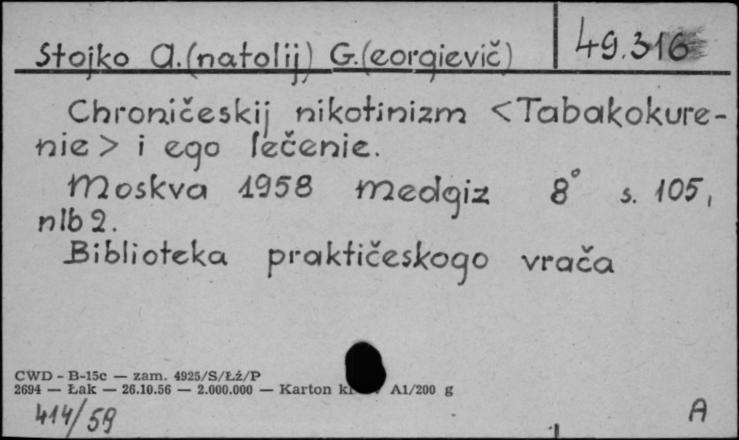 Stojko A.(natolij) G.(eorgievič) 49.316
Chroničeskij nikotinizm <Tabakokure-
nie> i ego lečenie.
Moskva 1958 Medgiz 8° s. 105,
nlb 2.
Biblioteka praktičeskogo vrača
CWD - B-15c — zam. 4925/S/Łż/P
2694 — Łak — 26.10.56 — 2.000.000 — Karton A1/200 g
414/59 A